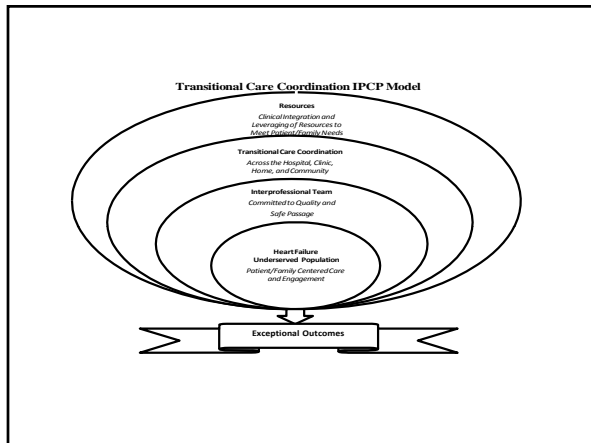 Transitional Care Coordination IPCP Model
Resources
Clinical Integration and
Leveraging of Resources to
Meet Patient/Family Needs
Transitional Care Coordination
Across the Hospital, Clinic,
Home, and Community
Interprofessional Team
Committed to Quality and
Safe Passage
Heart Failure
Underserved Population
Patient/Family Centered Care
and Engagement
Exceptional Outcomes